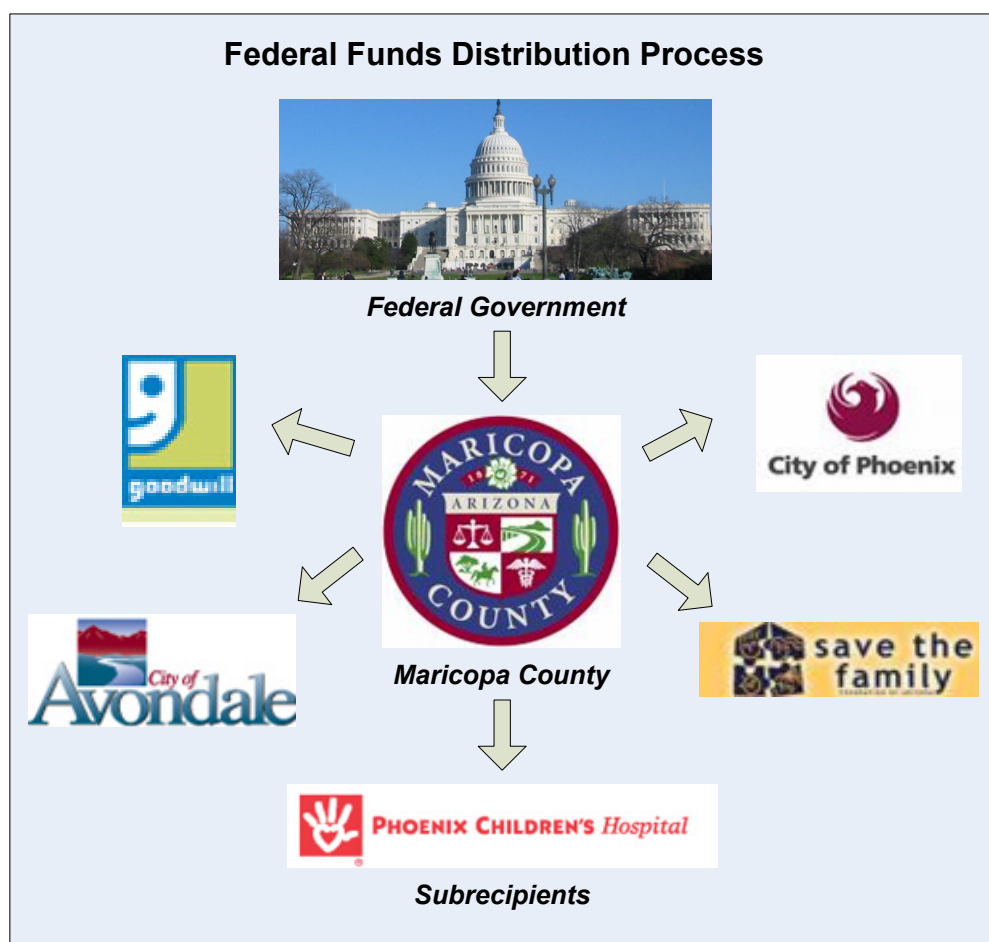 Federal Funds Distribution Process
Federal Government
goodwill
City of Phoenix
MARICOPA
1871
ARIZONA
COUNTY
Maricopa County
City of
Avondale
save the
family
PHOENIX CHILDREN'S Hospital
®
Subrecipients